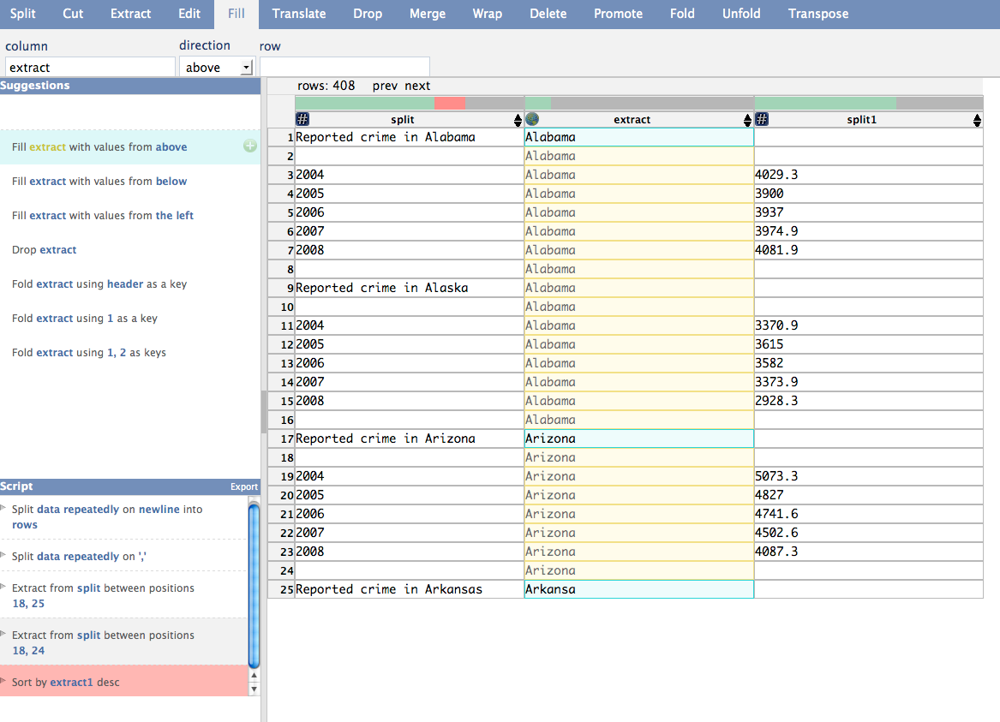 Split Cut Extract Edit Fill Translate Drop Merge Wrap Delete Promote Fold Unfold Transpose
column direction row
extract above
Suggestions
Fill extract with values from above
Fill extract with values from below
Fill extract with values from the left
Drop extract
Fold extract using header as a key
Fold extract using 1 as a key
Fold extract using 1, 2 as keys
Script Export
Split data repeatedly on newline into
rows
Split data repeatedly on ','
Extract from split between positions
18, 25
Extract from split between positions
18, 24
Sort by extract1 desc
rows: 408 prev next
# split extract # split1
1 Reported crime in Alabama Alabama
2 Alabama
3 2004 Alabama 4029.3
4 2005 Alabama 3900
5 2006 Alabama 3937
6 2007 Alabama 3974.9
7 2008 Alabama 4081.9
8 Alabama
9 Reported crime in Alaska Alabama
10 Alabama
11 2004 Alabama 3370.9
12 2005 Alabama 3615
13 2006 Alabama 3582
14 2007 Alabama 3373.9
15 2008 Alabama 2928.3
16 Alabama
17 Reported crime in Arizona Arizona
18 Arizona
19 2004 Arizona 5073.3
20 2005 Arizona 4827
21 2006 Arizona 4741.6
22 2007 Arizona 4502.6
23 2008 Arizona 4087.3
24 Arizona
25 Reported crime in Arkansas Arkansa